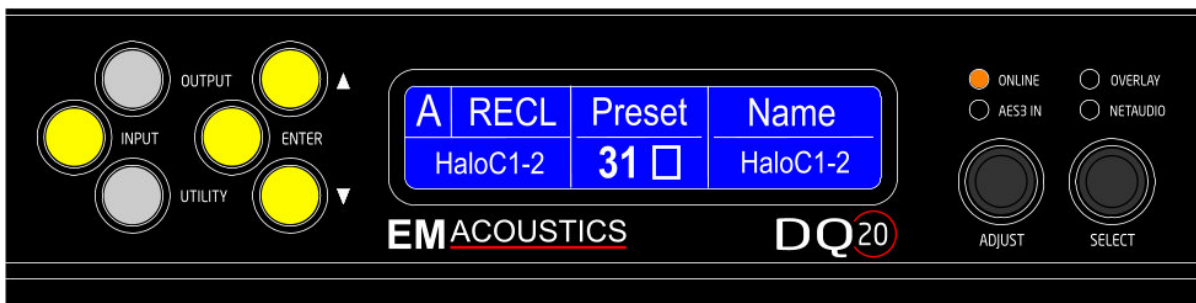 OUTPUT
▲
INPUT
ENTER
UTILITY
▼
A RECL Preset Name
HaloC1-2 31 HaloC1-2
EM ACOUSTICS
DQ20
ONLINE OVERLAY
AES3 IN NETAUDIO
ADJUST SELECT